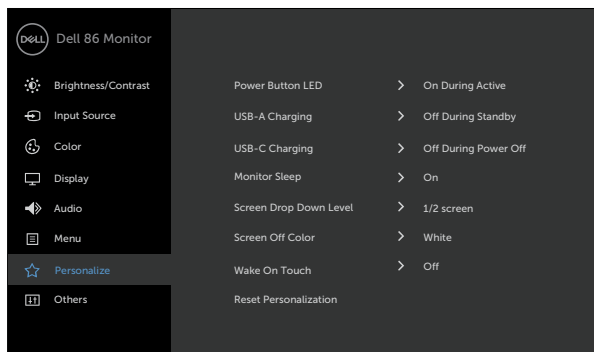 DELL Dell 86 Monitor
Brightness/Contrast
Input Source
Color
Display
Audio
Menu
Personalize
Others
Power Button LED > On During Active
USB-A Charging > Off During Standby
USB-C Charging > Off During Power Off
Monitor Sleep > On
Screen Drop Down Level > 1/2 screen
Screen Off Color > White
Wake On Touch > Off
Reset Personalization